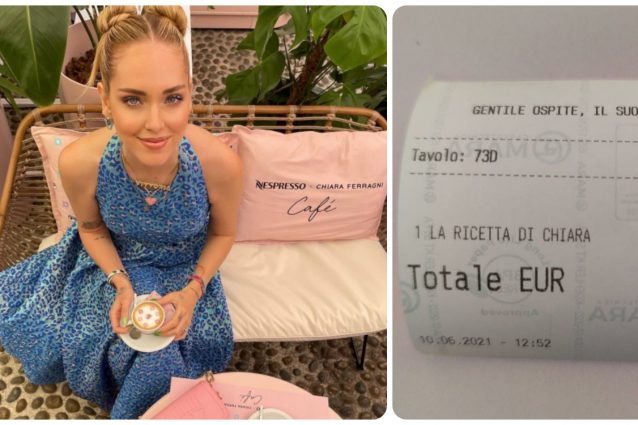 NESPRESSO × CHIARA FERRAGNI
Café
GENTILE OSPITE, IL SUO
Tavolo: 73D
1 LA RICETTA DI CHIARA
Totale EUR
10.06.2021 - 12:52